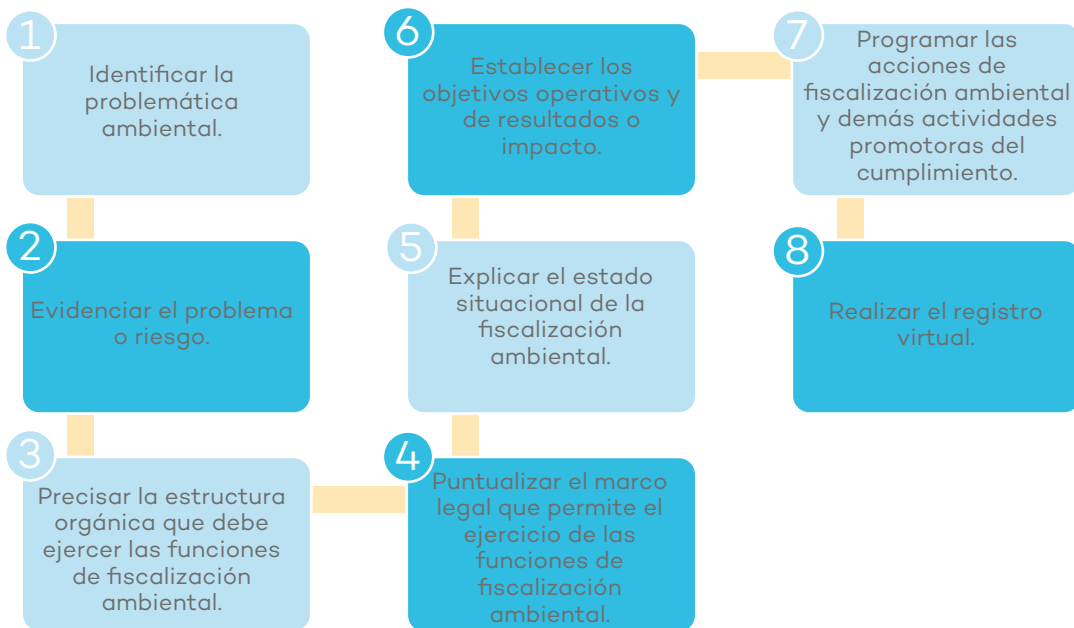 1
Identificar la
problemática
ambiental.
2
Evidenciar el problema
o riesgo.
3
Precisar la estructura
orgánica que debe
ejercer las funciones
de fiscalización
ambiental.
4
Puntualizar el marco
legal que permite el
ejercicio de las
funciones de
fiscalización
ambiental.
5
Explicar el estado
situacional de la
fiscalización
ambiental.
6
Establecer los
objetivos operativos y
de resultados o
impacto.
7
Programar las
acciones de
fiscalización ambiental
y demás actividades
promotoras del
cumplimiento.
8
Realizar el registro
virtual.